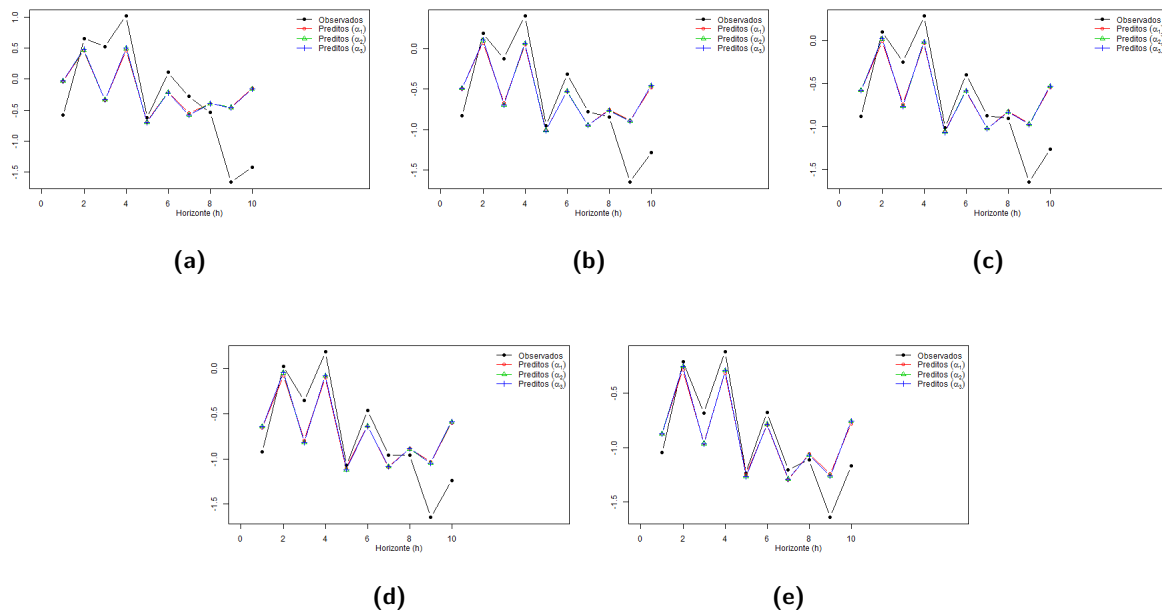 1.0
0.5
0.0
-0.5
-1.0
-1.5
0
2
4
6
8
10
Horizonte (h)
Observados
Preditos (α₁)
Preditos (α₂)
Preditos (α₃)
(a)
0.0
-0.5
-1.0
-1.5
0
2
4
6
8
10
Horizonte (h)
Observados
Preditos (α₁)
Preditos (α₂)
Preditos (α₃)
(b)
0.0
-0.5
-1.0
-1.5
0
2
4
6
8
10
Horizonte (h)
Observados
Preditos (α₁)
Preditos (α₂)
Preditos (α₃)
(c)
0.0
-0.5
-1.0
-1.5
0
2
4
6
8
10
Horizonte (h)
Observados
Preditos (α₁)
Preditos (α₂)
Preditos (α₃)
(d)
-0.5
-1.0
-1.5
0
2
4
6
8
10
Horizonte (h)
Observados
Preditos (α₁)
Preditos (α₂)
Preditos (α₃)
(e)